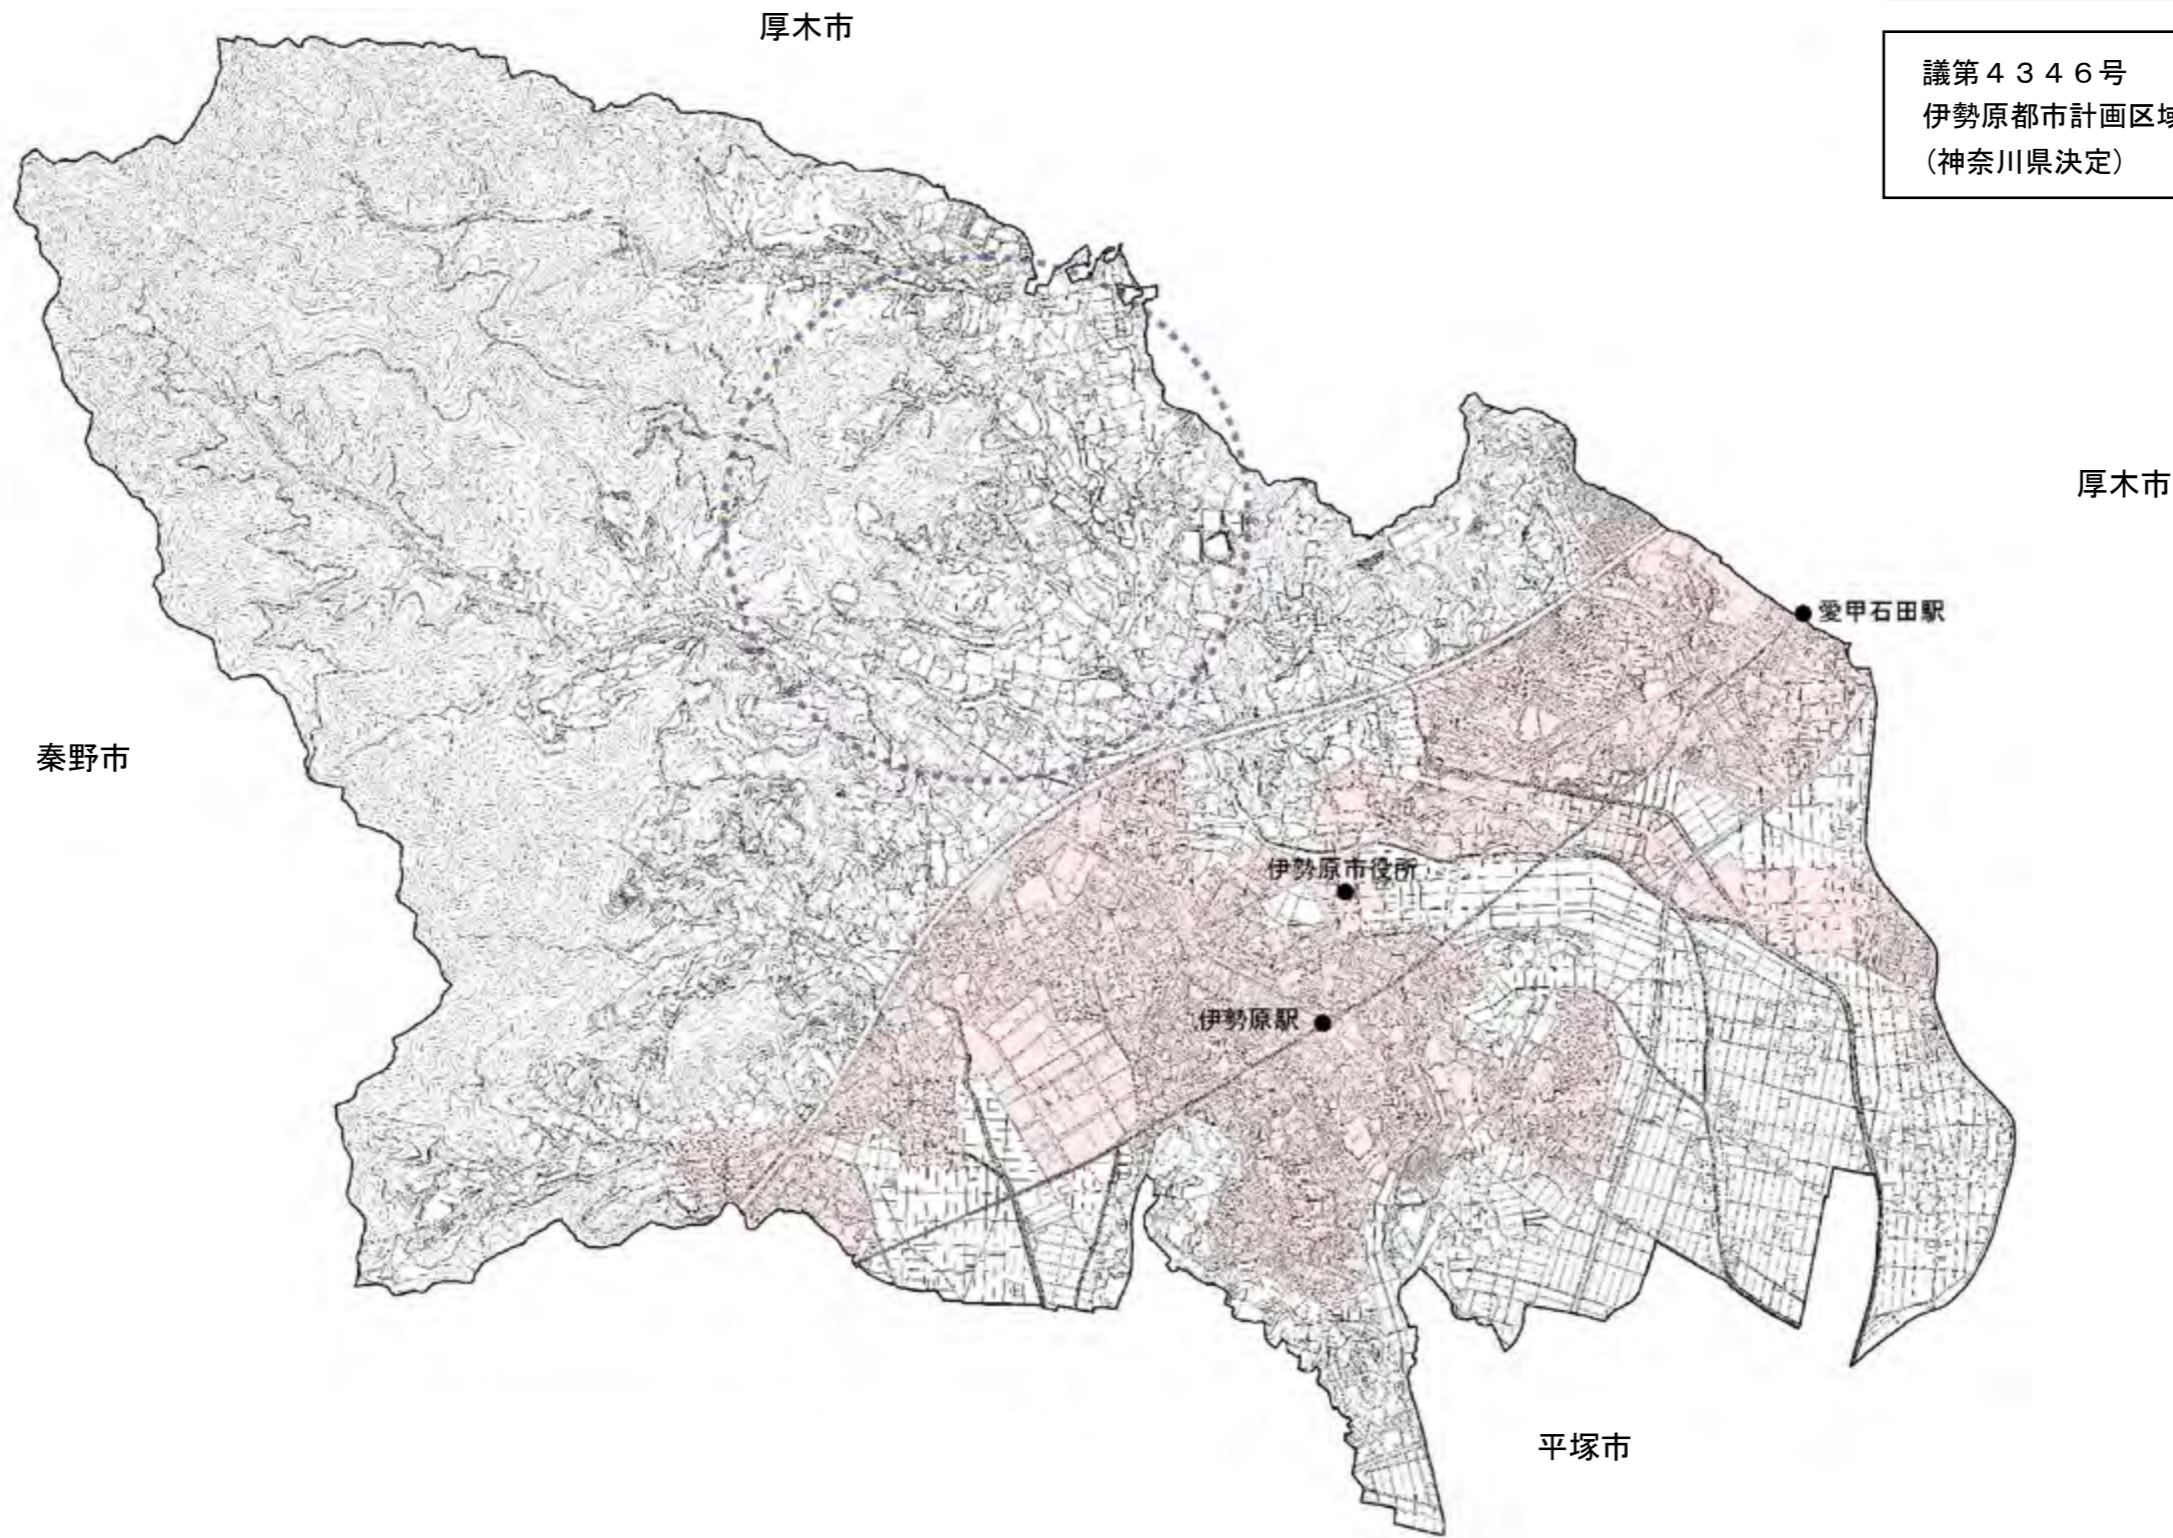 厚木市
議第４３４６号
伊勢原都市計画区域
（神奈川県決定）
厚木市
愛甲石田駅
秦野市
伊勢原市役所
伊勢原駅
平塚市